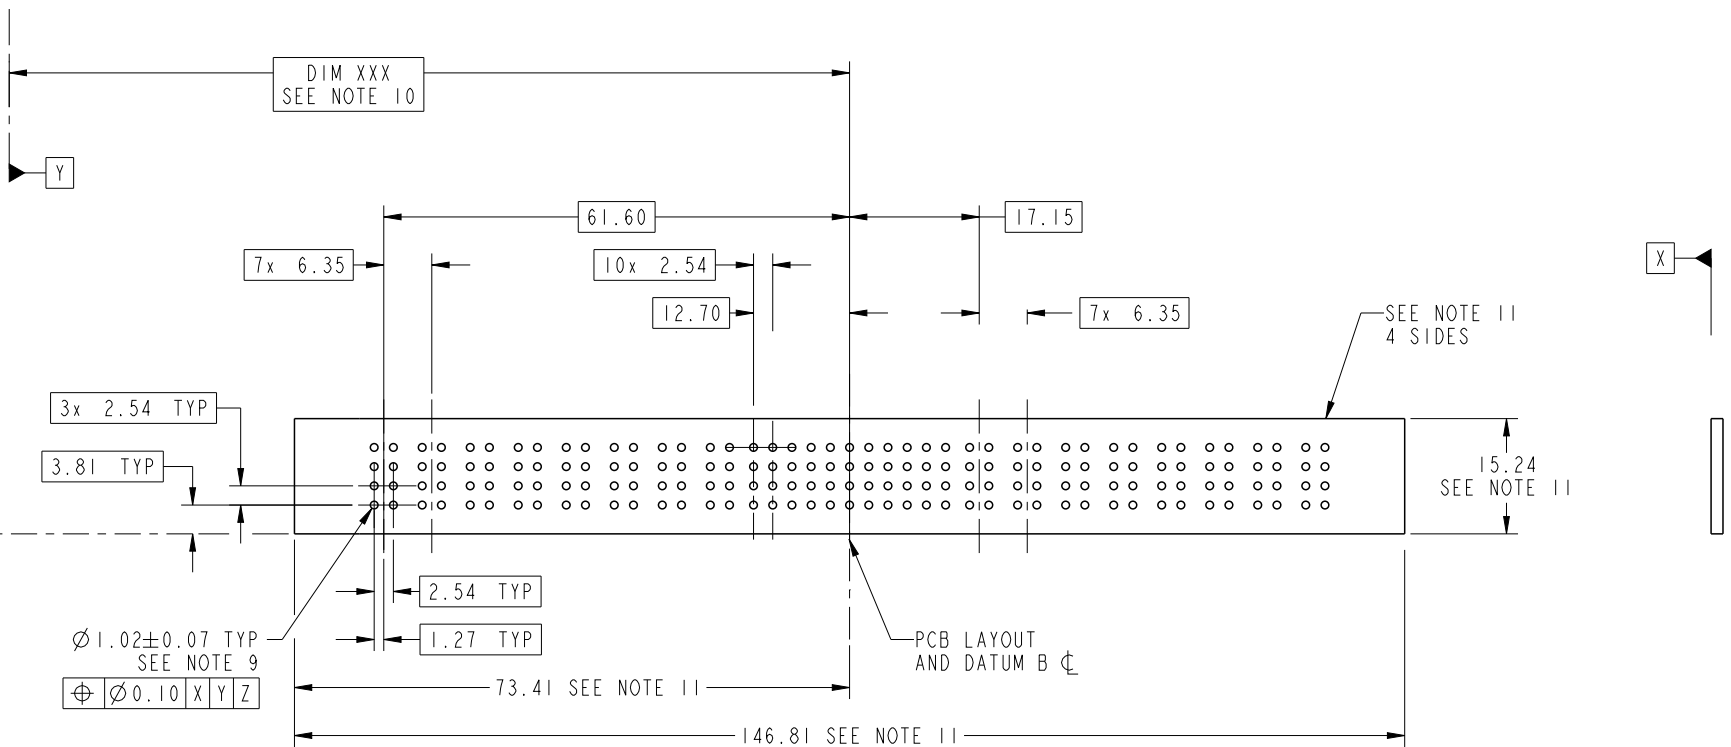 DIM XXX
SEE NOTE 10
Y
61.60
17.15
7x 6.35
10x 2.54
X
12.70
7x 6.35
SEE NOTE 11
4 SIDES
3x 2.54 TYP
3.81 TYP
15.24
SEE NOTE 11
2.54 TYP
Ø1.02±0.07 TYP
SEE NOTE 9
1.27 TYP
PCB LAYOUT
AND DATUM B ℄
⌖ Ø0.10 X Y Z
73.41 SEE NOTE 11
146.81 SEE NOTE 11